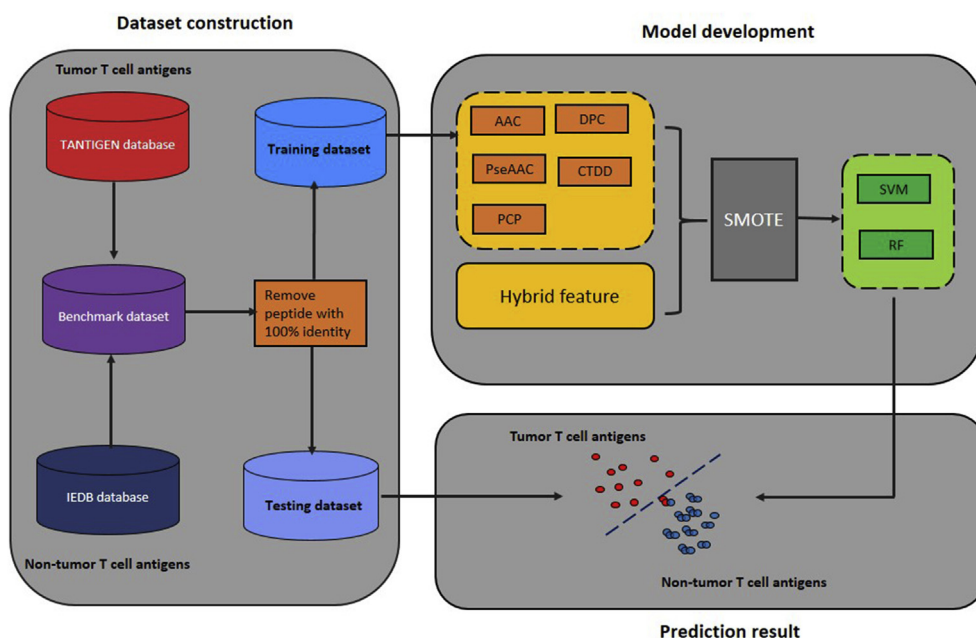 Dataset construction
Tumor T cell antigens
TANTIGEN database
Training dataset
Benchmark dataset
Remove
peptide with
100% identity
IEDB database
Testing dataset
Non-tumor T cell antigens
Model development
AAC
DPC
PseAAC
CTDD
PCP
Hybrid feature
SMOTE
SVM
RF
Tumor T cell antigens
Non-tumor T cell antigens
Prediction result